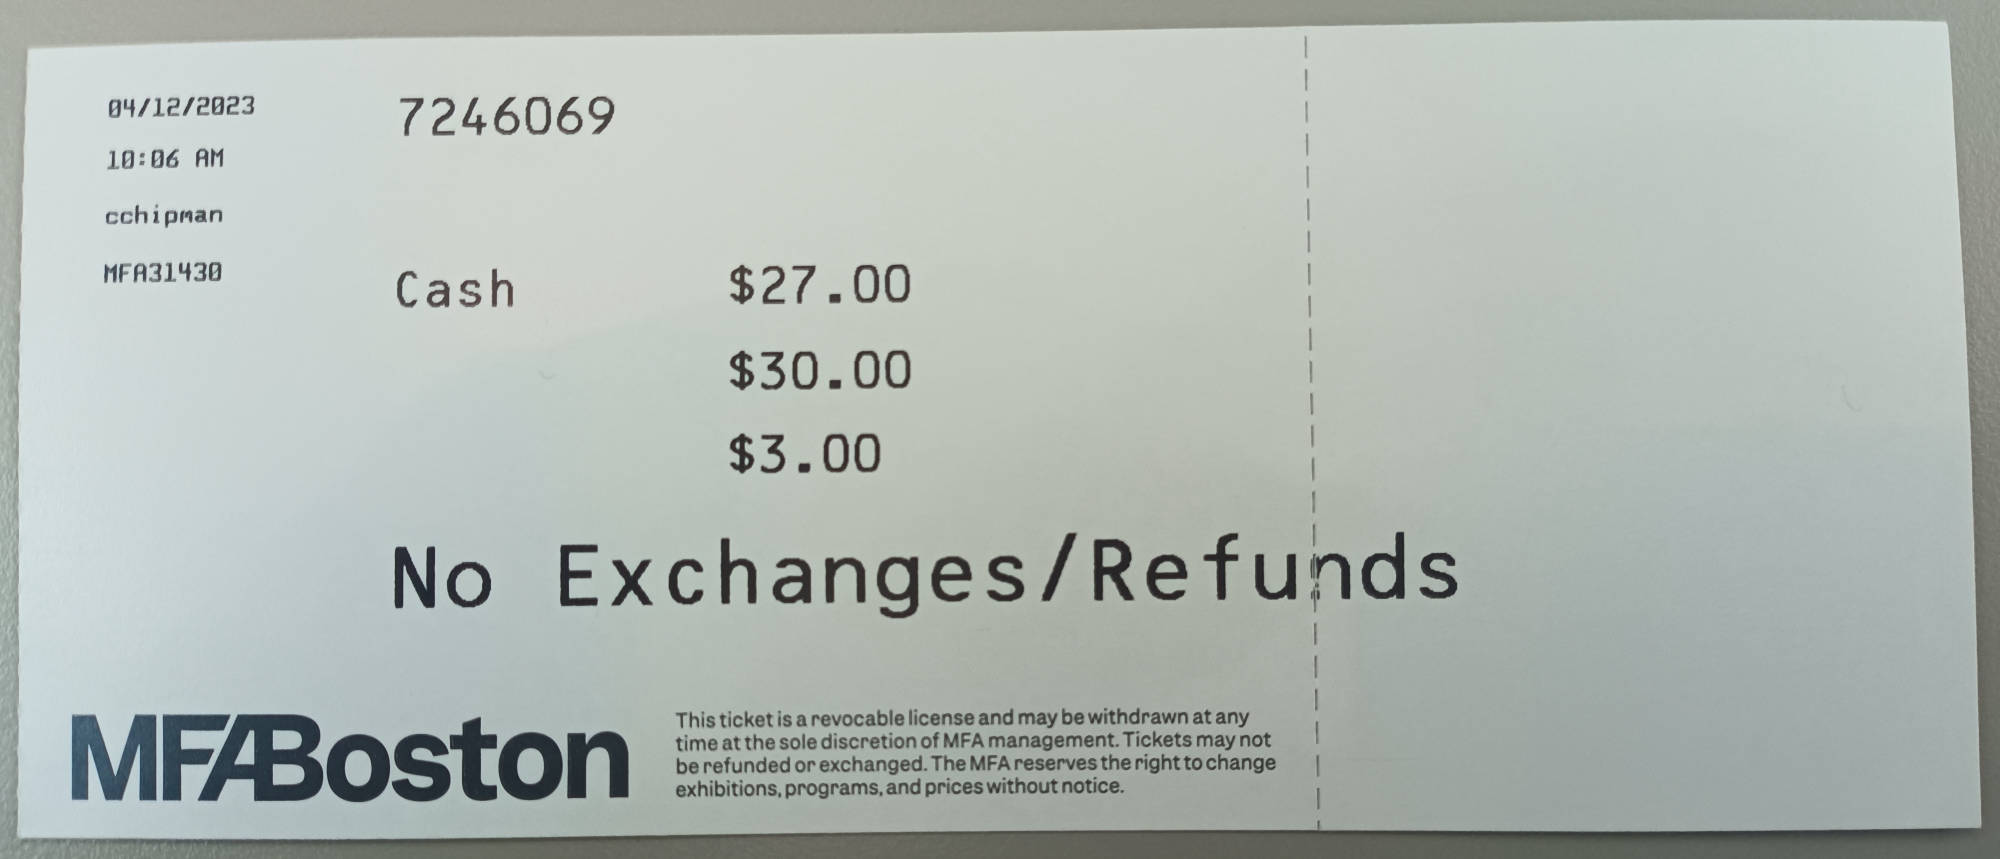 04/12/2023
10:06 AM
cchipman
MFA31430
7246069
Cash $27.00
$30.00
$3.00
No Exchanges/Refunds
MFABoston
This ticket is a revocable license and may be withdrawn at any
time at the sole discretion of MFA management. Tickets may not
be refunded or exchanged. The MFA reserves the right to change
exhibitions, programs, and prices without notice.